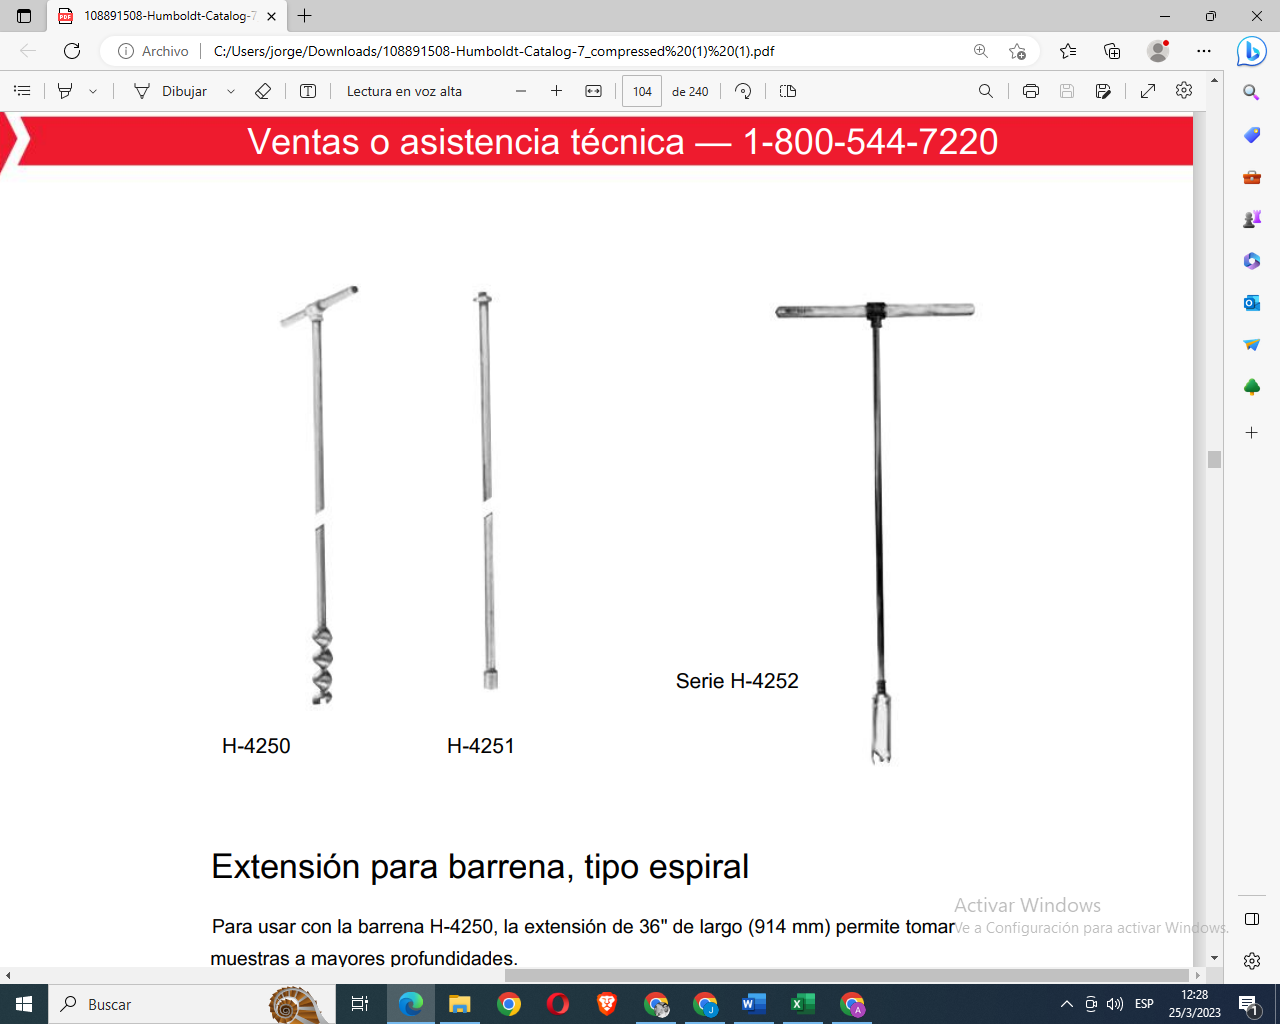 108891508-Humboldt-Catalog-7
Archivo
C:/Users/jorge/Downloads/108891508-Humboldt-Catalog-7_compressed%20(1)%20(1).pdf
Dibujar
Lectura en voz alta
104
de 240
Ventas o asistencia técnica — 1-800-544-7220
Serie H-4252
H-4250
H-4251
Extensión para barrena, tipo espiral
Para usar con la barrena H-4250, la extensión de 36" de largo (914 mm) permite tomar
muestras a mayores profundidades.
Activar Windows
Ve a Configuración para activar Windows.
Buscar
ESP
12:28
25/3/2023
1